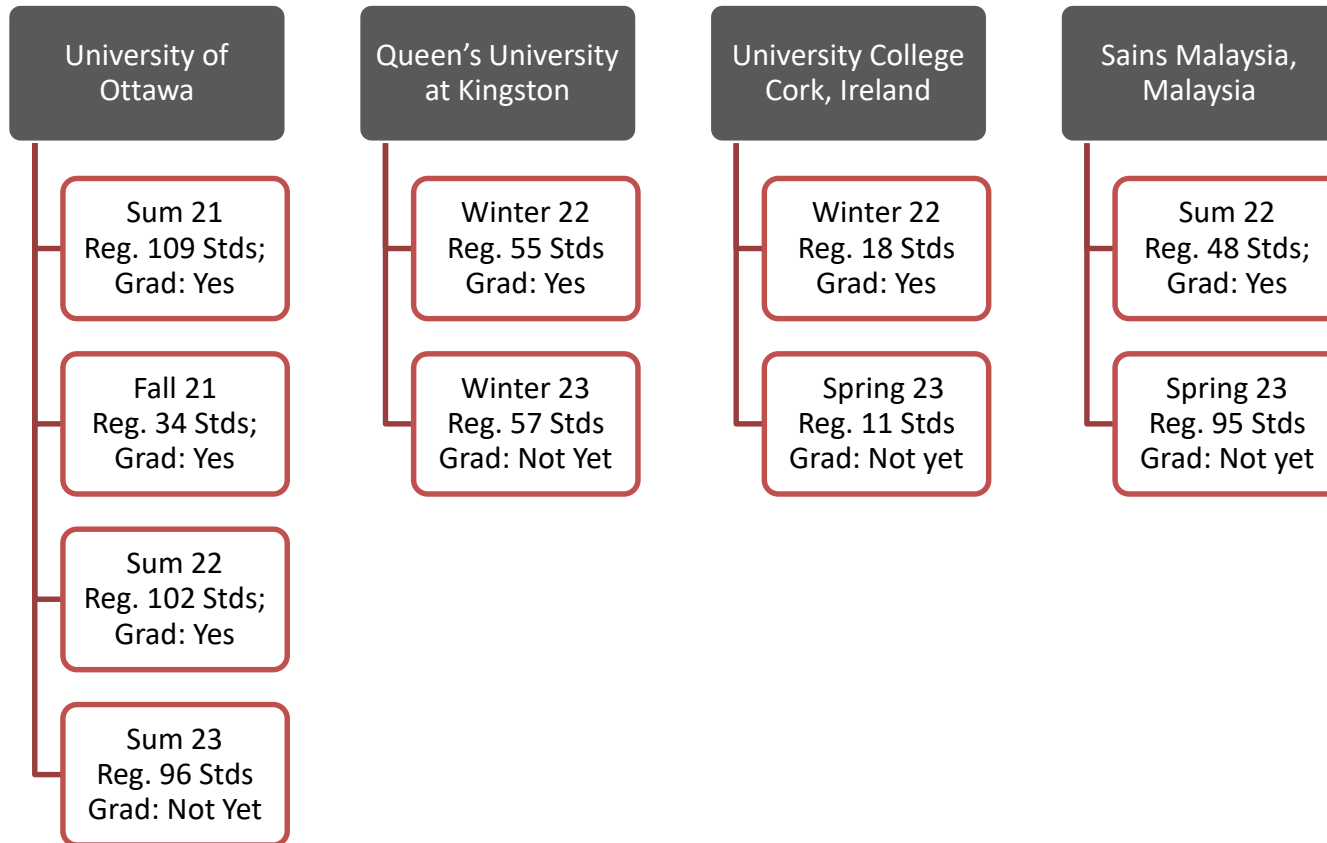 University of
Ottawa
Sum 21
Reg. 109 Stds;
Grad: Yes
Fall 21
Reg. 34 Stds;
Grad: Yes
Sum 22
Reg. 102 Stds;
Grad: Yes
Sum 23
Reg. 96 Stds
Grad: Not Yet
Queen’s University
at Kingston
Winter 22
Reg. 55 Stds
Grad: Yes
Winter 23
Reg. 57 Stds
Grad: Not Yet
University College
Cork, Ireland
Winter 22
Reg. 18 Stds
Grad: Yes
Spring 23
Reg. 11 Stds
Grad: Not yet
Sains Malaysia,
Malaysia
Sum 22
Reg. 48 Stds;
Grad: Yes
Spring 23
Reg. 95 Stds
Grad: Not yet